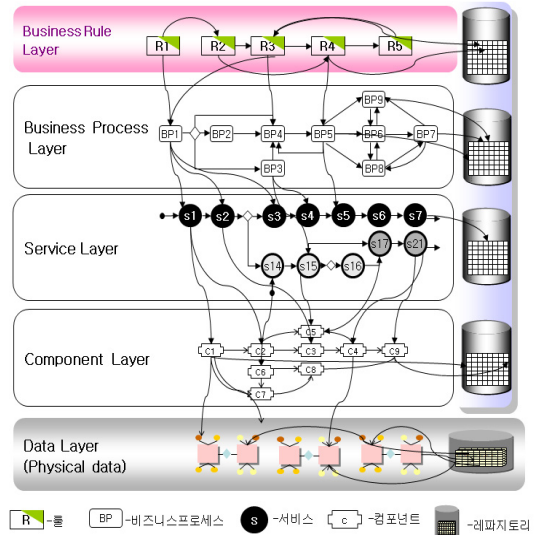 Business Rule
Layer
R1 R2 R3 R4 R5
BP9
Business Process
Layer
BP1 BP2 BP4 BP5 BP6 BP7
BP3 BP8
s1 s2 s3 s4 s5 s6 s7
Service Layer
s17 s21
s14 s15 s16
C5
Component Layer
C1 C2 C3 C4 C9
C6 C8
C7
Data Layer
(Physical data)
R -룰 BP -비즈니스프로세스 s -서비스 c -컴포넌트 -레파지토리